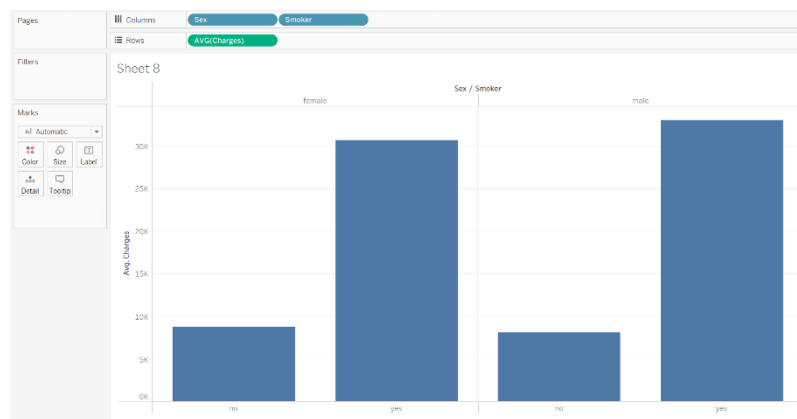 Pages
Columns
Sex
Smoker
Rows
AVG(Charges)
Filters
Sheet 8
Sex / Smoker
female
male
Marks
Automatic
Color
Size
Label
Detail
Tooltip
Avg. Charges
30K
25K
20K
15K
10K
5K
0K
no
yes
no
yes